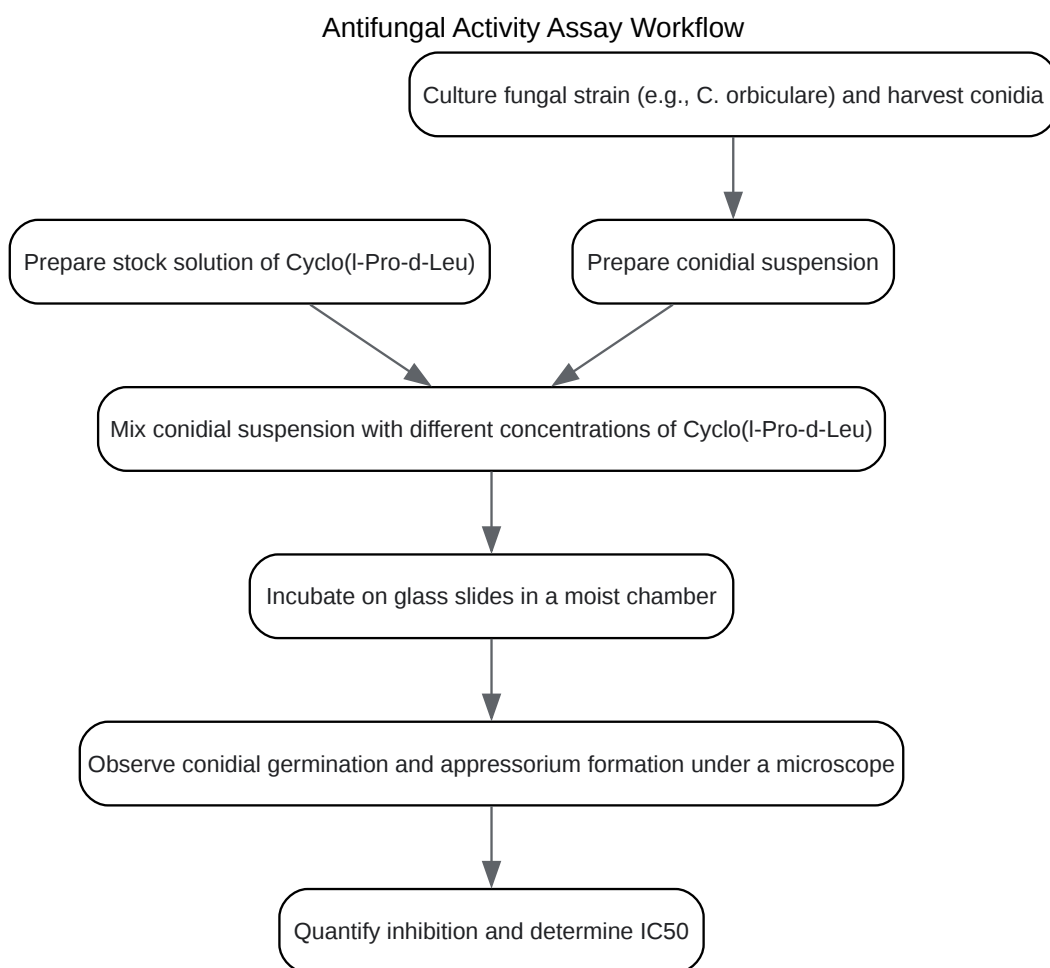 Antifungal Activity Assay Workflow
Culture fungal strain (e.g., C. orbiculare) and harvest conidia
Prepare stock solution of Cyclo(l-Pro-d-Leu)
Prepare conidial suspension
Mix conidial suspension with different concentrations of Cyclo(l-Pro-d-Leu)
Incubate on glass slides in a moist chamber
Observe conidial germination and appressorium formation under a microscope
Quantify inhibition and determine IC50